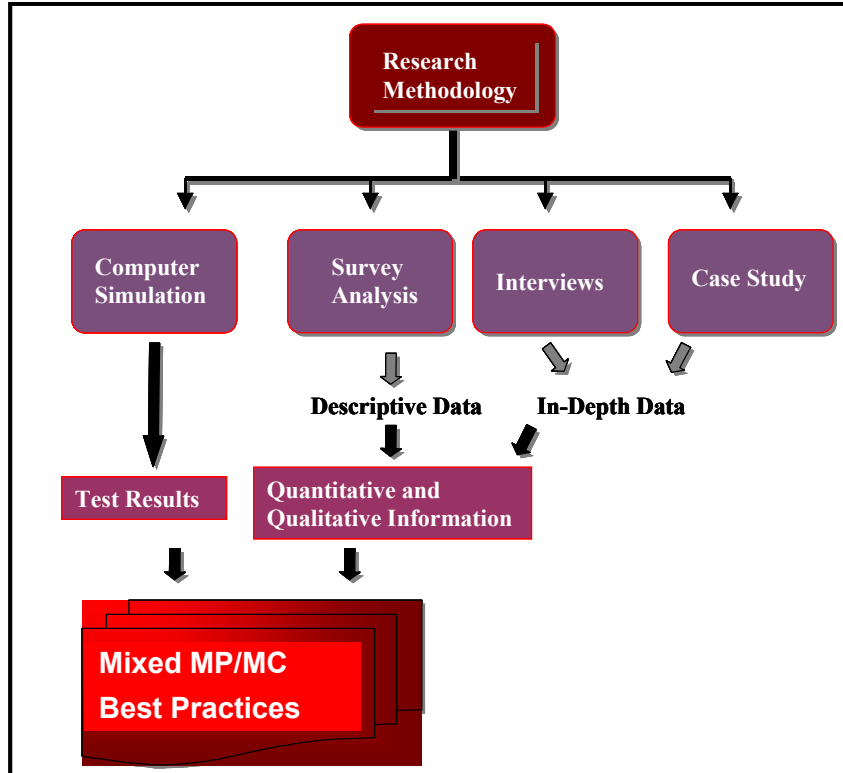 Research
Methodology
Computer
Simulation
Survey
Analysis
Interviews
Case Study
Descriptive Data
In-Depth Data
Test Results
Quantitative and
Qualitative Information
Mixed MP/MC
Best Practices